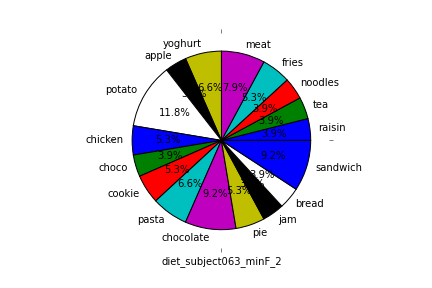 yoghurt
meat
apple
fries
potato
noodles
tea
raisin
chicken
choco
sandwich
cookie
bread
pasta
jam
chocolate
pie
6.6%
7.9%
5.3%
3.9%
11.8%
3.9%
3.9%
5.3%
3.9%
9.2%
5.3%
3.9%
6.6%
9.2%
5.3%
diet_subject063_minF_2